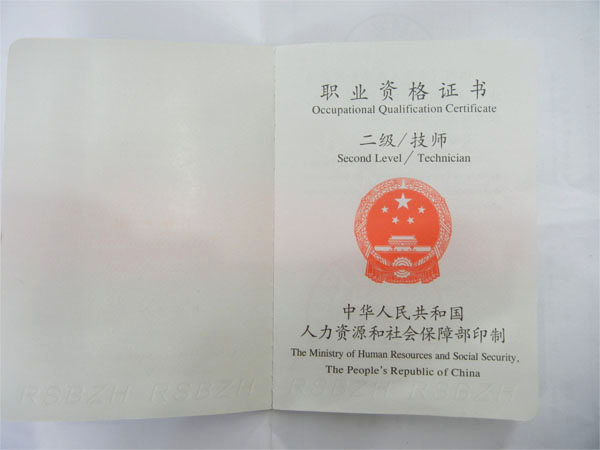 职业资格证书
Occupational Qualification Certificate
二级/技师
Second Level/Technician
中华人民共和国
人力资源和社会保障部印制
The Ministry of Human Resources and Social Security,
The People's Republic of China
RSBZH RSBZH RSBZH RSBZH